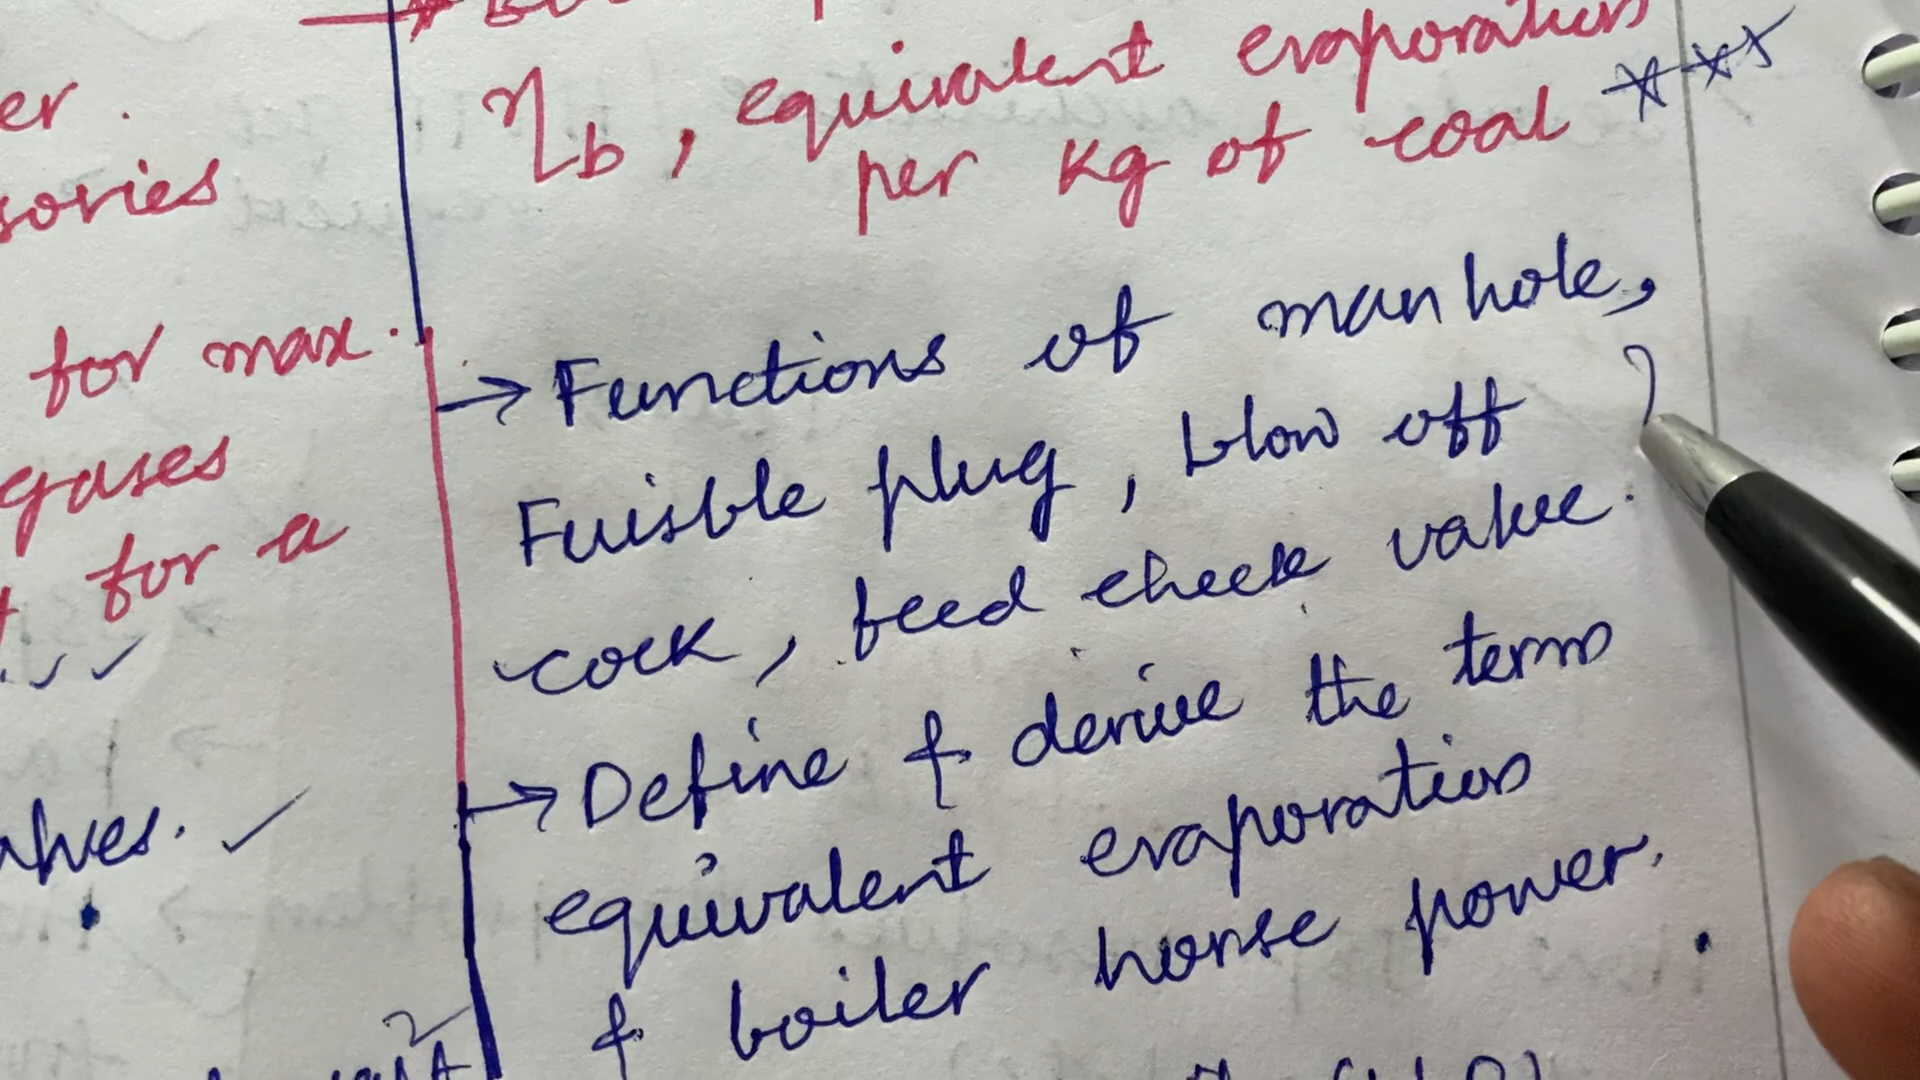 er.
sories
for max.
gases
for a
alves.
ηb, equivalent evaporation
per kg of coal ***
→ Functions of manhole,
Fuisble plug, blow off
cock, feed check value.
→ Define & derive the terms
equivalent evaporation
& boiler horse power.